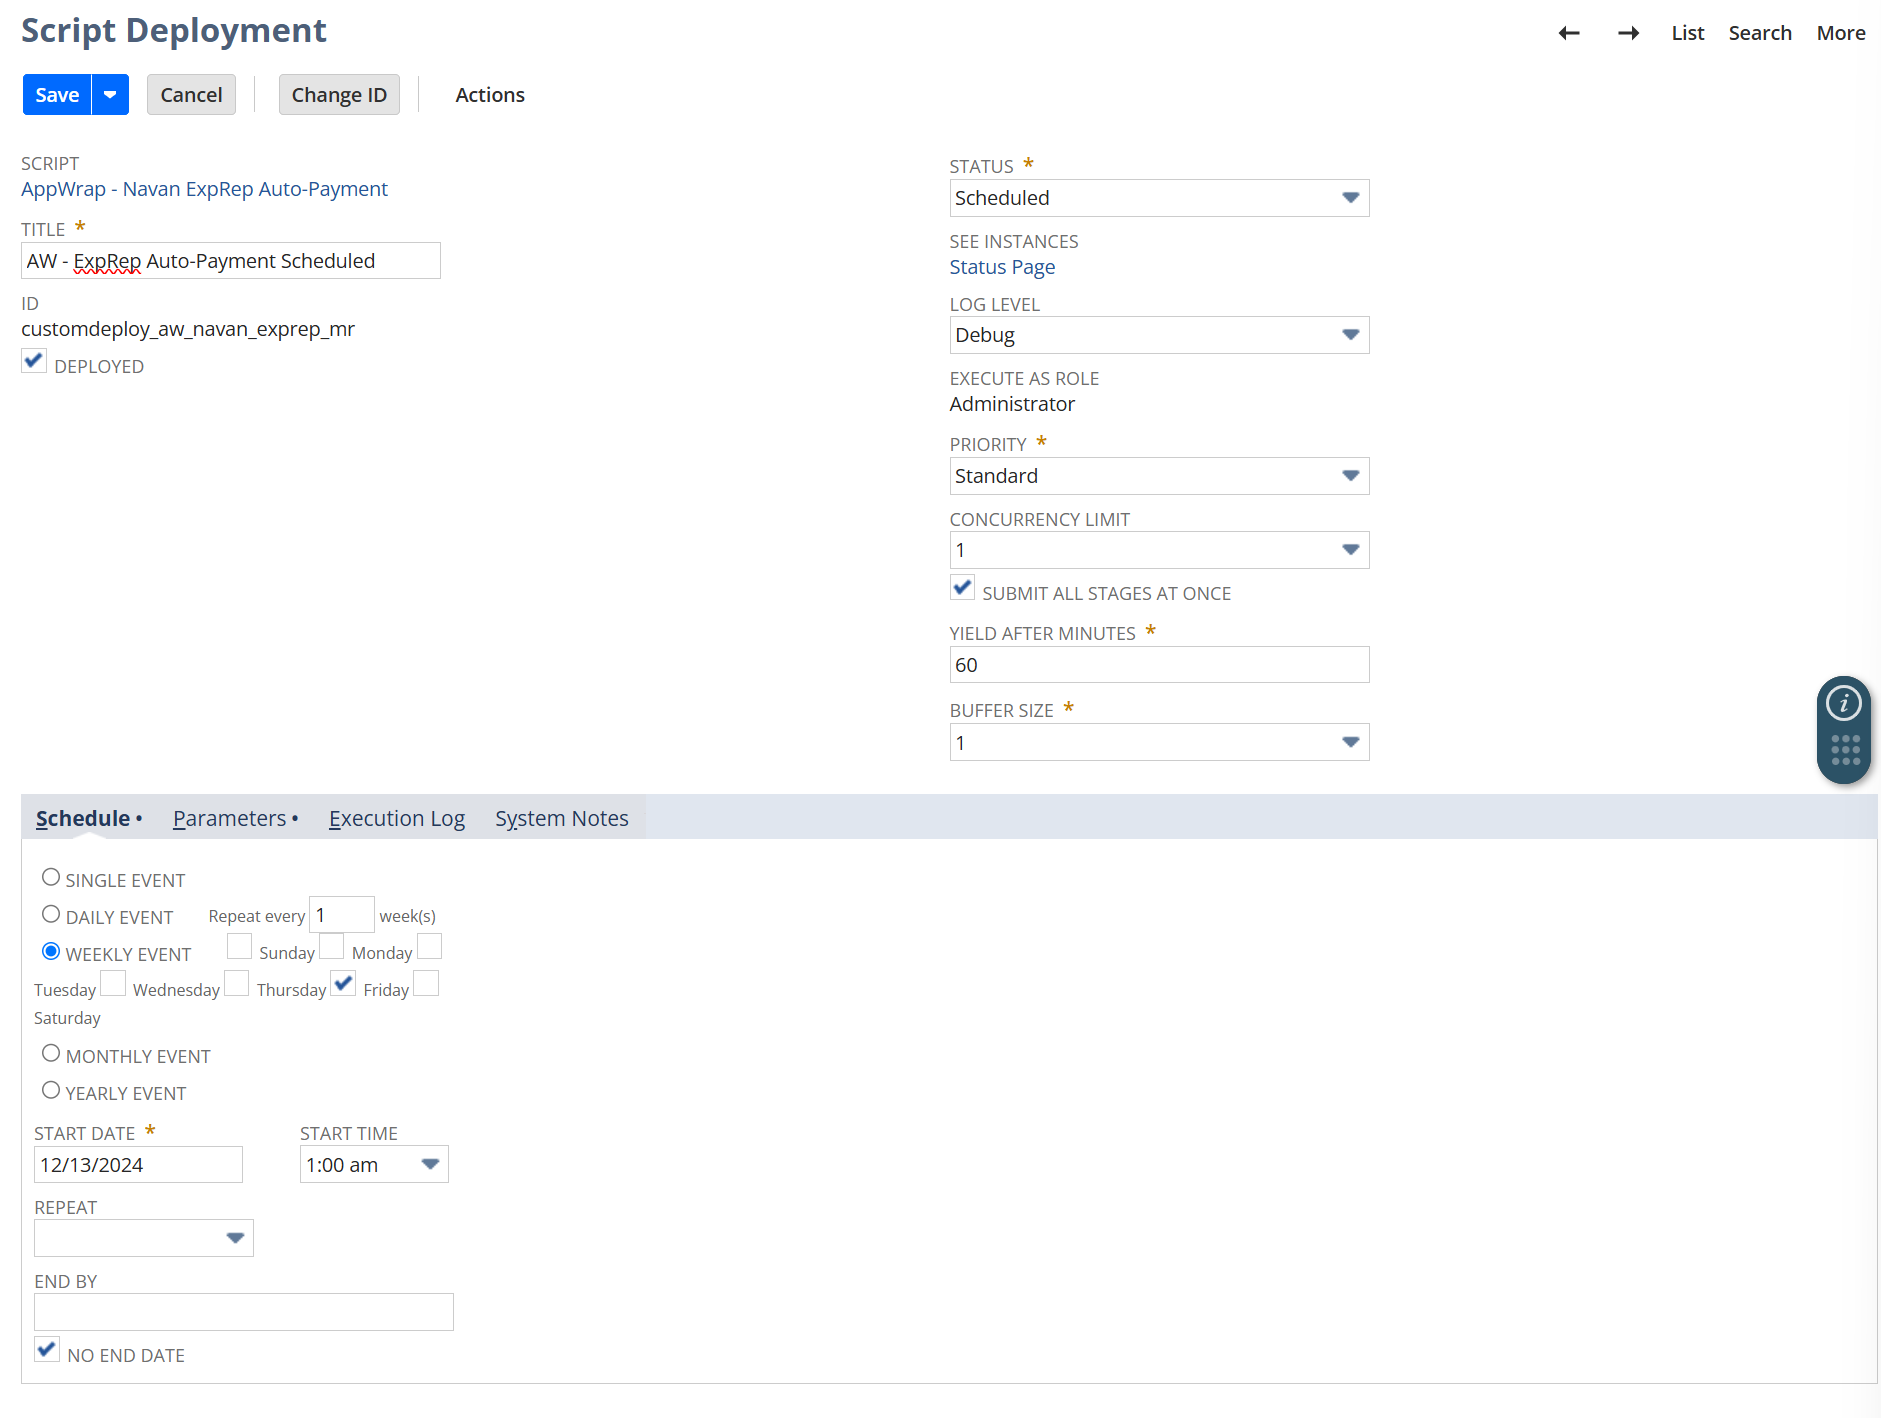 Script Deployment
List Search More
Save Cancel Change ID Actions
SCRIPT
AppWrap - Navan ExpRep Auto-Payment
TITLE *
AW - ExpRep Auto-Payment Scheduled
ID
customdeploy_aw_navan_exprep_mr
DEPLOYED
STATUS *
Scheduled
SEE INSTANCES
Status Page
LOG LEVEL
Debug
EXECUTE AS ROLE
Administrator
PRIORITY *
Standard
CONCURRENCY LIMIT
1
SUBMIT ALL STAGES AT ONCE
YIELD AFTER MINUTES *
60
BUFFER SIZE *
1
Schedule • Parameters • Execution Log System Notes
SINGLE EVENT
DAILY EVENT Repeat every 1 week(s)
WEEKLY EVENT Sunday Monday
Tuesday Wednesday Thursday Friday
Saturday
MONTHLY EVENT
YEARLY EVENT
START DATE * START TIME
12/13/2024 1:00 am
REPEAT
END BY
NO END DATE